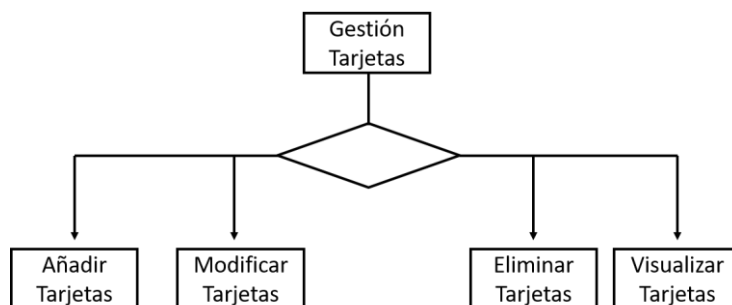 Gestión
Tarjetas
Añadir
Tarjetas
Modificar
Tarjetas
Eliminar
Tarjetas
Visualizar
Tarjetas